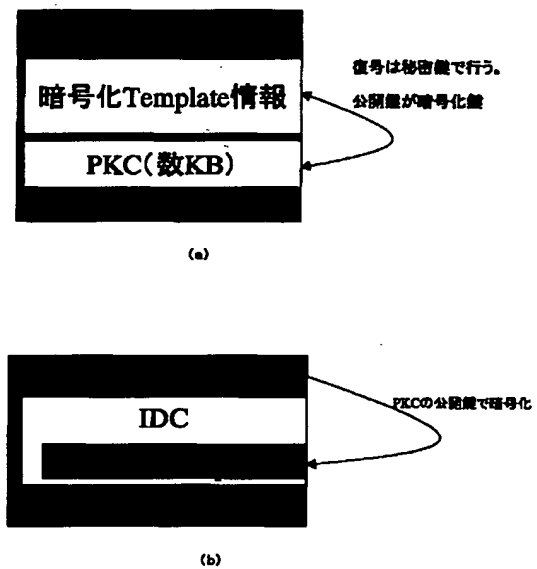 復号は秘密鍵で行う。
公開鍵が暗号化鍵
暗号化Template情報
PKC(数KB)
(a)
IDC
PKCの公開鍵で暗号化
(b)